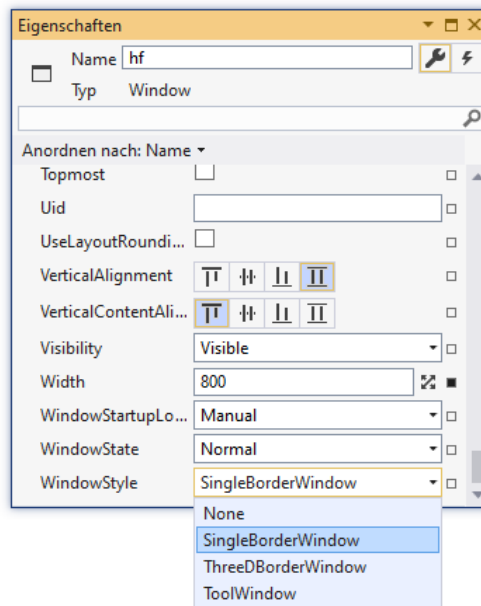 Eigenschaften
Name hf
Typ Window
Anordnen nach: Name
Topmost
Uid
UseLayoutRoundi...
VerticalAlignment
VerticalContentAli...
Visibility Visible
Width 800
WindowStartupLo... Manual
WindowState Normal
WindowStyle SingleBorderWindow
None
SingleBorderWindow
ThreeDBorderWindow
ToolWindow